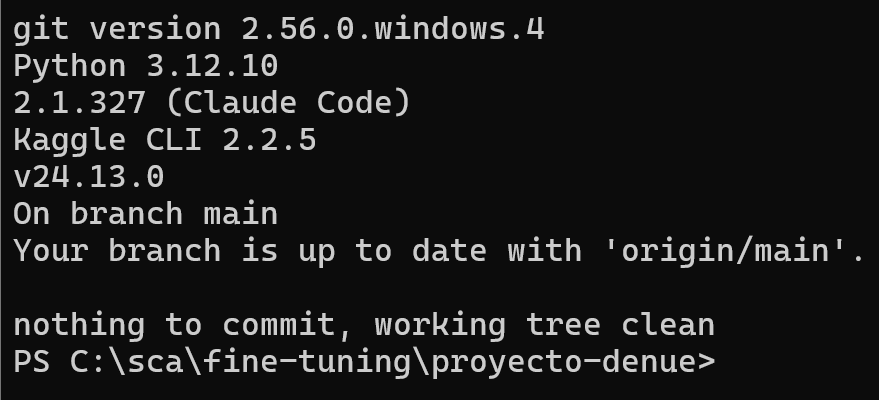 git version 2.56.0.windows.4
Python 3.12.10
2.1.327 (Claude Code)
Kaggle CLI 2.2.5
v24.13.0
On branch main
Your branch is up to date with 'origin/main'.

nothing to commit, working tree clean
PS C:\sca\fine-tuning\proyecto-denue>